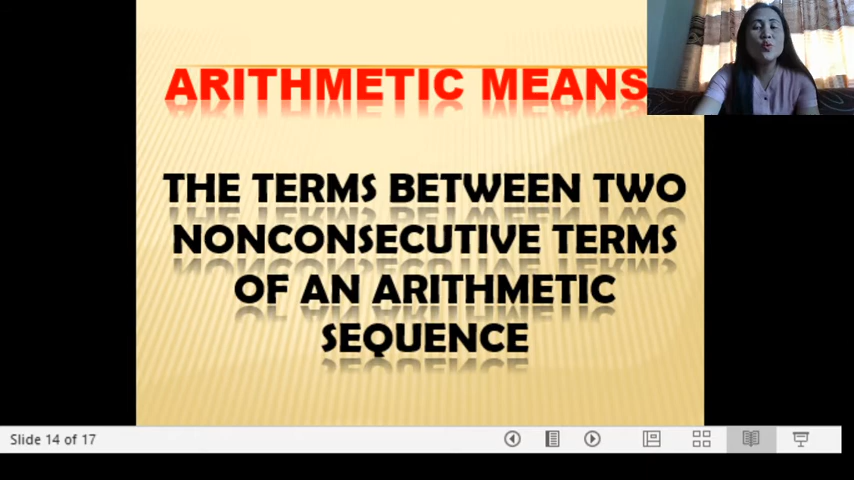 ARITHMETIC MEANS
THE TERMS BETWEEN TWO
NONCONSECUTIVE TERMS
OF AN ARITHMETIC
SEQUENCE
Slide 14 of 17